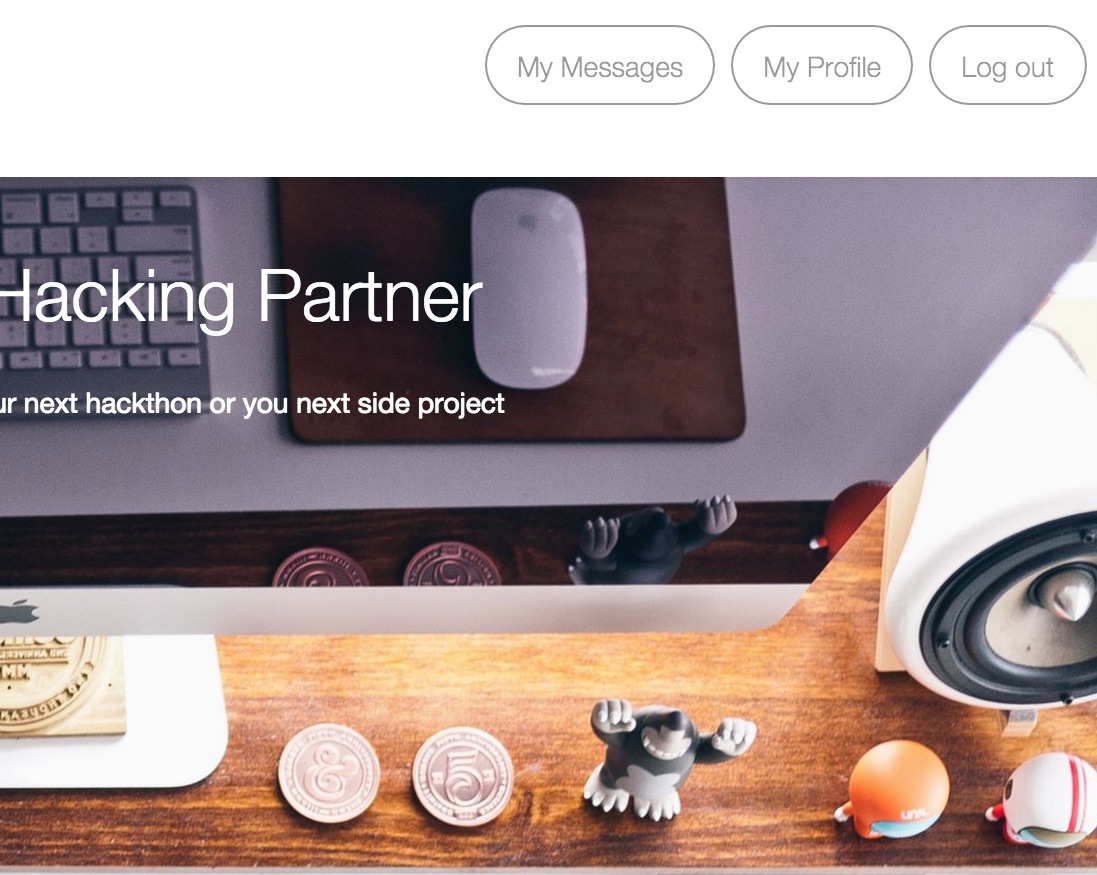 My Messages
My Profile
Log out
Hacking Partner
ur next hackthon or you next side project